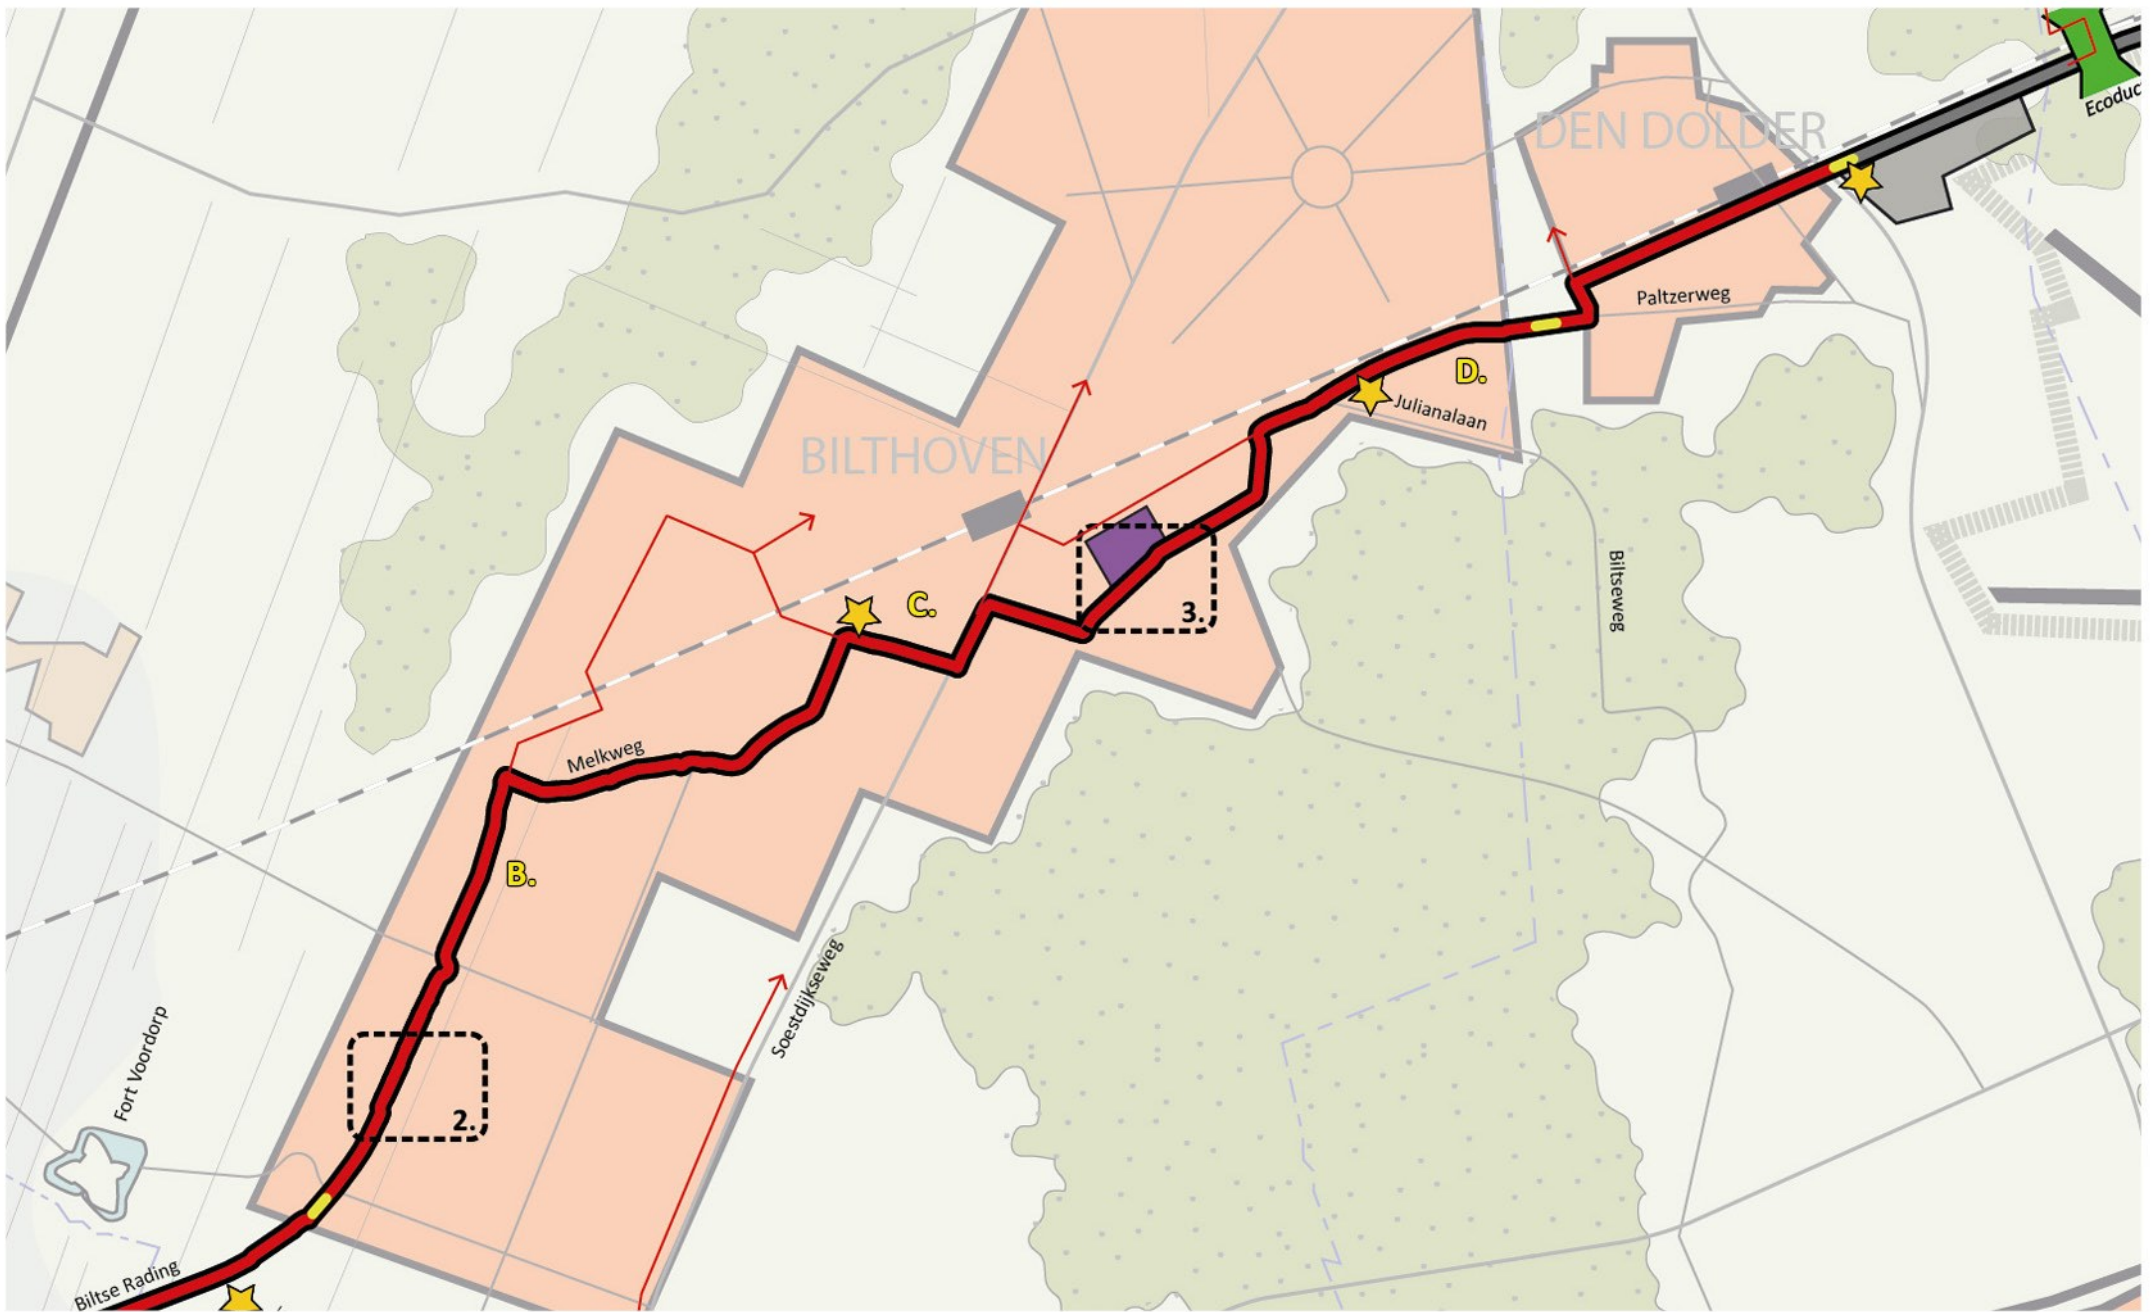 DEN DOLDER
Ecoduc
Paltzerweg
D.
Julianalaan
BILTHOVEN
Biltseweg
C.
3.
Melkweg
B.
Soestdijkseweg
Fort Voordorp
2.
Biltse Rading